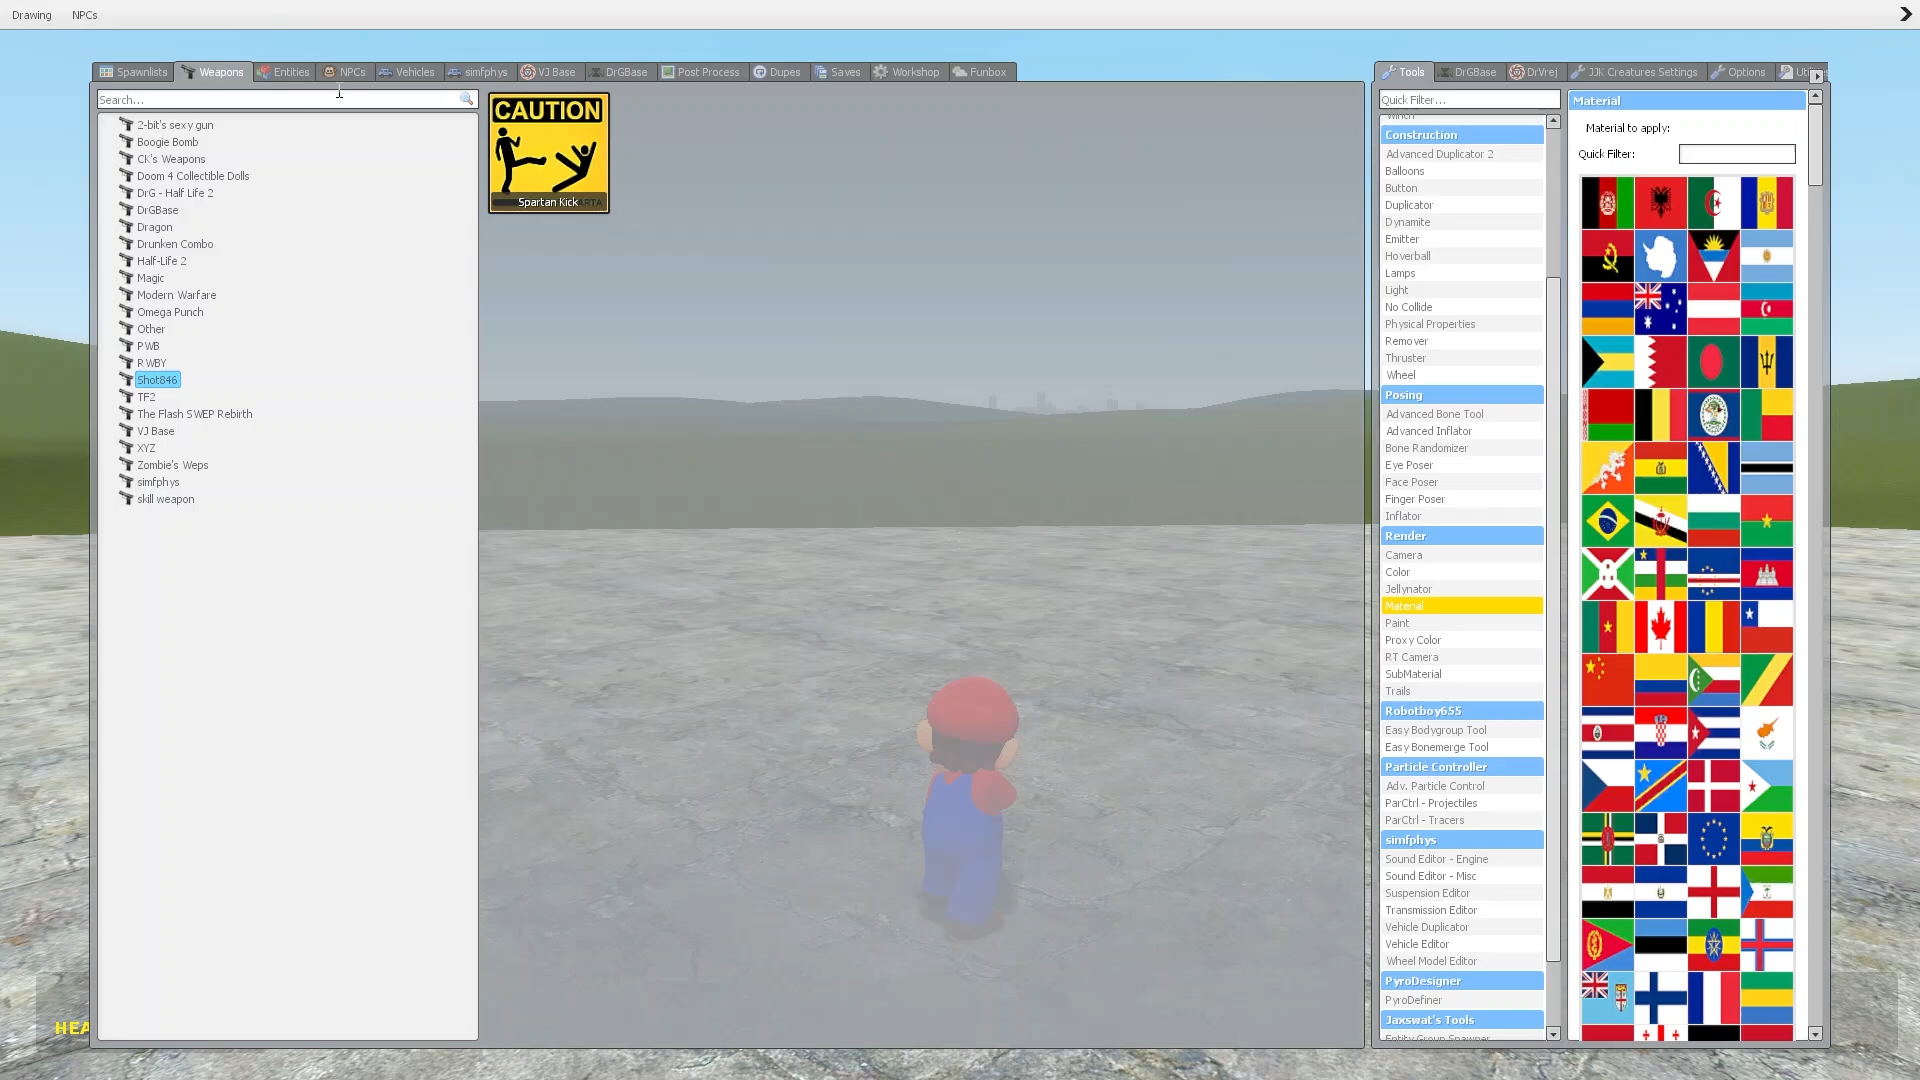 Drawing NPCs
Spawnlists Weapons Entities NPCs Vehicles simfphys VJ Base DrGBase Post Process Dupes Saves Workshop Funbox
Search...
2-bit's sexy gun
Boogie Bomb
CK's Weapons
Doom 4 Collectible Dolls
DrG - Half Life 2
DrGBase
Dragon
Drunken Combo
Half-Life 2
Magic
Modern Warfare
Omega Punch
Other
PWB
RWBY
Shot846
TF2
The Flash SWEP Rebirth
VJ Base
XYZ
Zombie's Weps
simfphys
skill weapon
CAUTION
Spartan Kick
HEA
Tools DrGBase DrVrej JJK Creatures Settings Options
Quick Filter...
Winch
Construction
Advanced Duplicator 2
Balloons
Button
Duplicator
Dynamite
Emitter
Hoverball
Lamps
Light
No Collide
Physical Properties
Remover
Thruster
Wheel
Posing
Advanced Bone Tool
Advanced Inflator
Bone Randomizer
Eye Poser
Face Poser
Finger Poser
Inflator
Render
Camera
Color
Jellynator
Material
Paint
Proxy Color
RT Camera
SubMaterial
Trails
Robotboy655
Easy Bodygroup Tool
Easy Bonemerge Tool
Particle Controller
Adv. Particle Control
ParCtrl - Projectiles
ParCtrl - Tracers
simfphys
Sound Editor - Engine
Sound Editor - Misc
Suspension Editor
Transmission Editor
Vehicle Duplicator
Vehicle Editor
Wheel Model Editor
PyroDesigner
PyroDefiner
Jaxswat's Tools
Entity Group Spawner
Material
Material to apply:
Quick Filter: